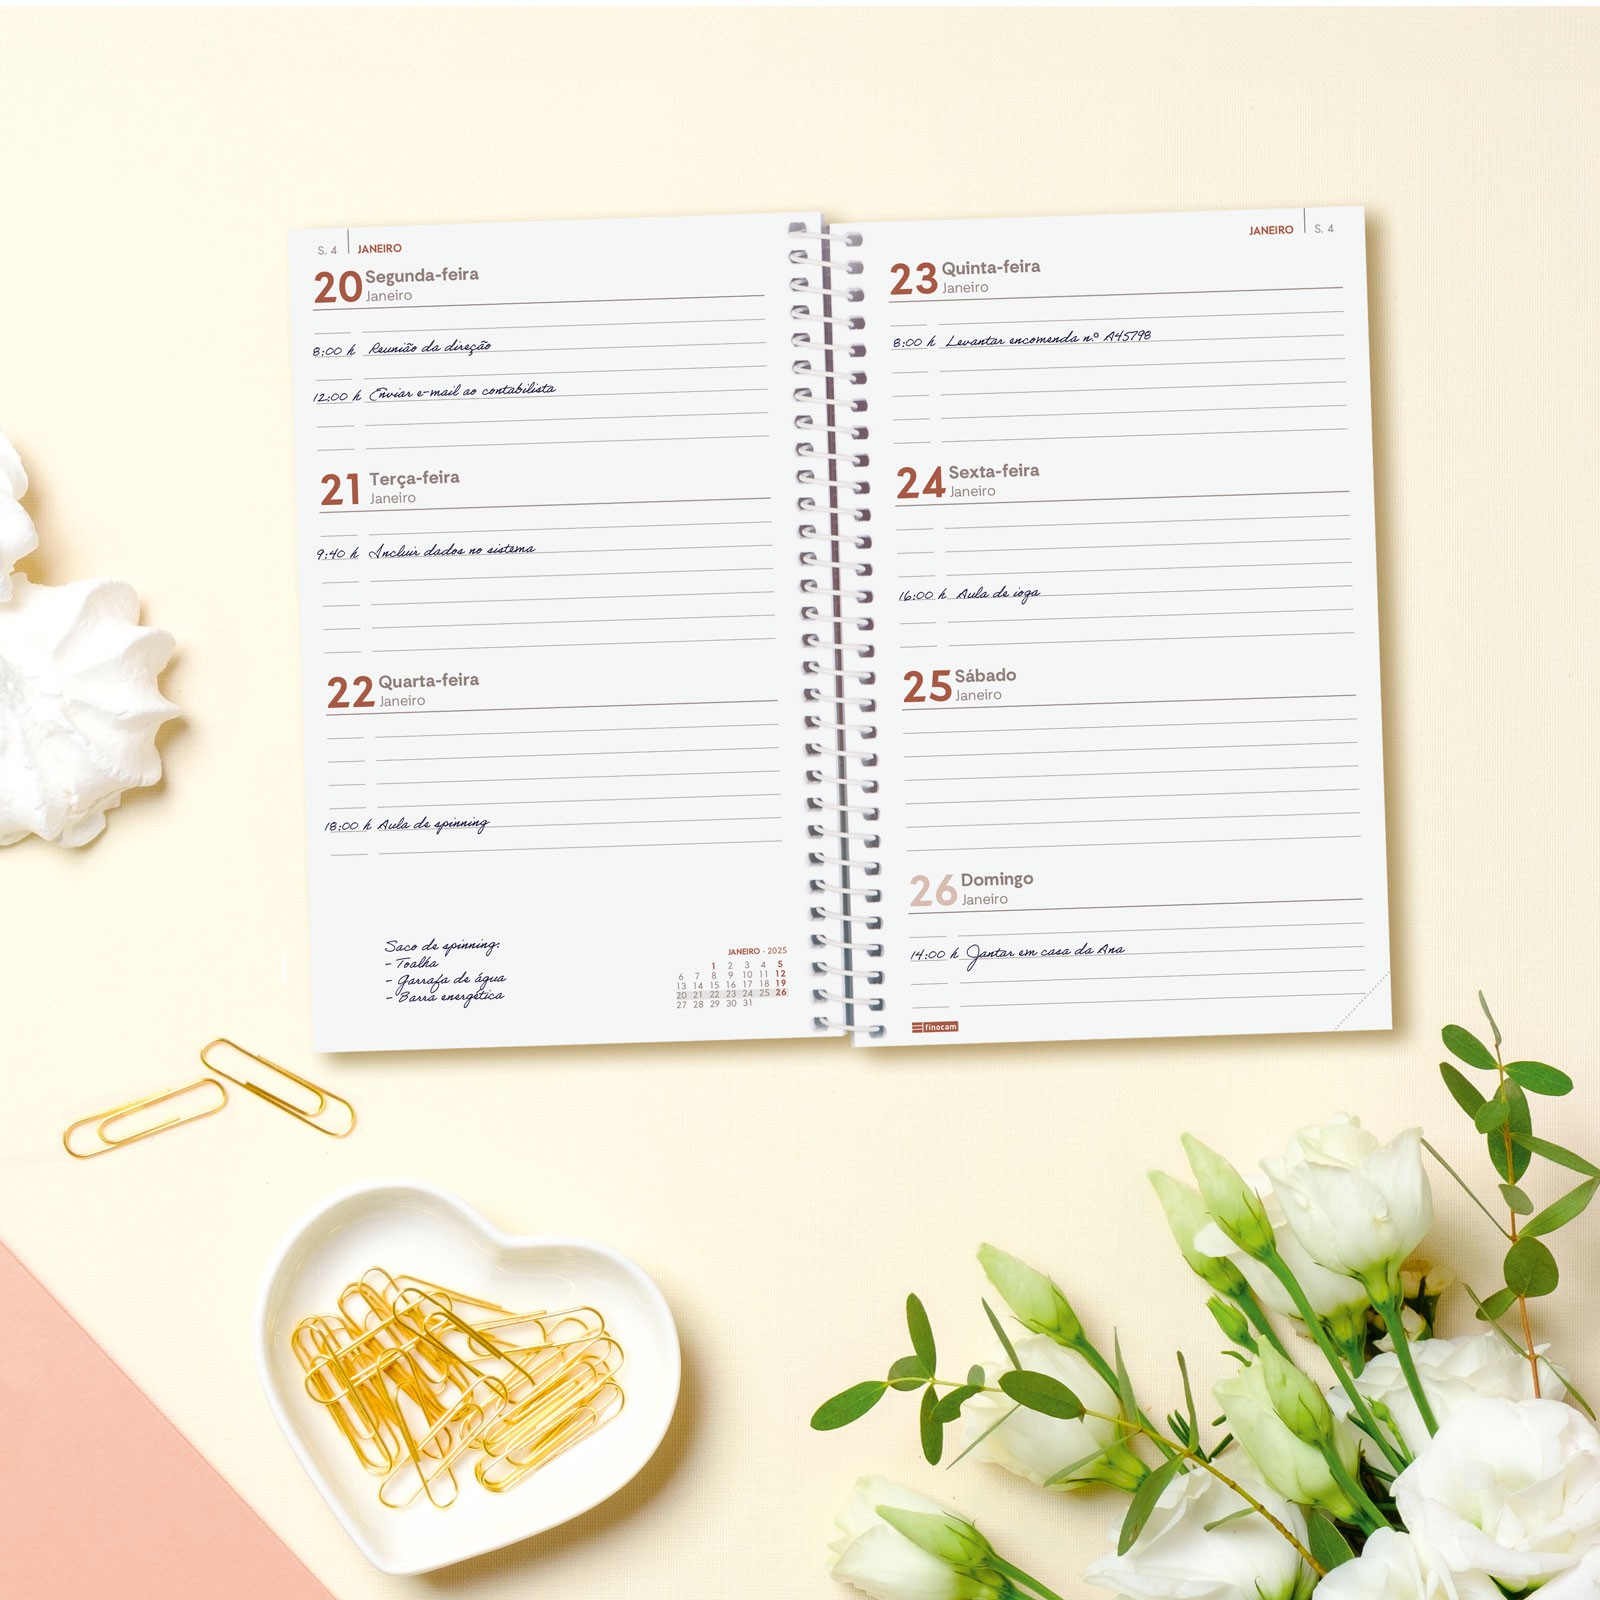 S. 4 JANEIRO
20 Segunda-feira
Janeiro
8:00 h Reunião da direção
12:00 h Enviar e-mail ao contabilista
21 Terça-feira
Janeiro
9:40 h Incluir dados no sistema
22 Quarta-feira
Janeiro
18:00 h Aula de spinning
Saco de spinning:
- Toalha
- Garrafa de água
- Barra energética
JANEIRO - 2025
1 2 3 4 5
6 7 8 9 10 11 12
13 14 15 16 17 18 19
20 21 22 23 24 25 26
27 28 29 30 31
JANEIRO S. 4
23 Quinta-feira
Janeiro
8:00 h Levantar encomenda n.º A45798
24 Sexta-feira
Janeiro
16:00 h Aula de ioga
25 Sábado
Janeiro
26 Domingo
Janeiro
14:00 h Jantar em casa da Ana
finocam